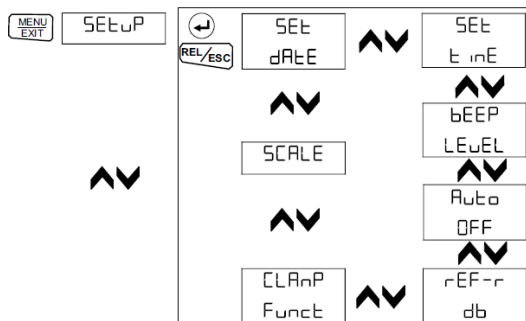 MENU
EXIT
SEtuP
REL/ESC
SEt
dAtE
SEt
t inE
bEEP
LEuEL
SCALE
Auto
OFF
CLAnP
Funct
rEF-r
db